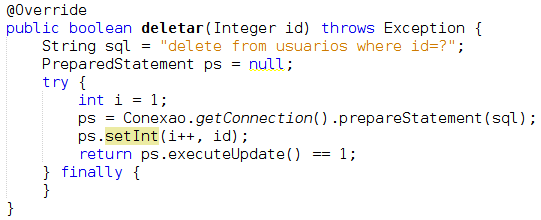 @Override
public boolean deletar(Integer id) throws Exception {
    String sql = "delete from usuarios where id=?";
    PreparedStatement ps = null;
    try {
        int i = 1;
        ps = Conexao.getConnection().prepareStatement(sql);
        ps.setInt(i++, id);
        return ps.executeUpdate() == 1;
    } finally {
    }
}